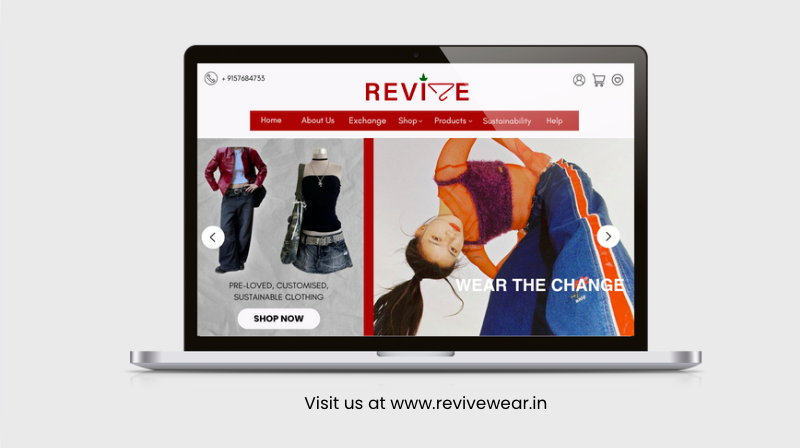 + 9157684733
REVIVE
Home About Us Exchange Shop Products Sustainability Help
PRE-LOVED, CUSTOMISED,
SUSTAINABLE CLOTHING
SHOP NOW
WEAR THE CHANGE
Visit us at www.revivewear.in